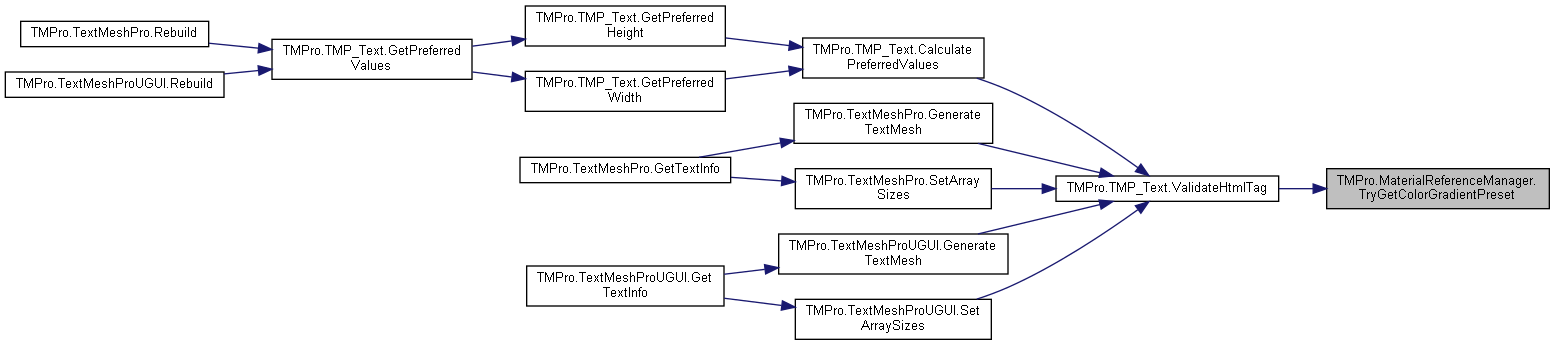 TMPro.TextMeshPro.Rebuild
TMPro.TextMeshProUGUI.Rebuild
TMPro.TMP_Text.GetPreferred
Values
TMPro.TMP_Text.GetPreferred
Height
TMPro.TMP_Text.GetPreferred
Width
TMPro.TMP_Text.Calculate
PreferredValues
TMPro.TextMeshPro.Generate
TextMesh
TMPro.TextMeshPro.GetTextInfo
TMPro.TextMeshPro.SetArray
Sizes
TMPro.TMP_Text.ValidateHtmlTag
TMPro.MaterialReferenceManager.
TryGetColorGradientPreset
TMPro.TextMeshProUGUI.Generate
TextMesh
TMPro.TextMeshProUGUI.Get
TextInfo
TMPro.TextMeshProUGUI.Set
ArraySizes